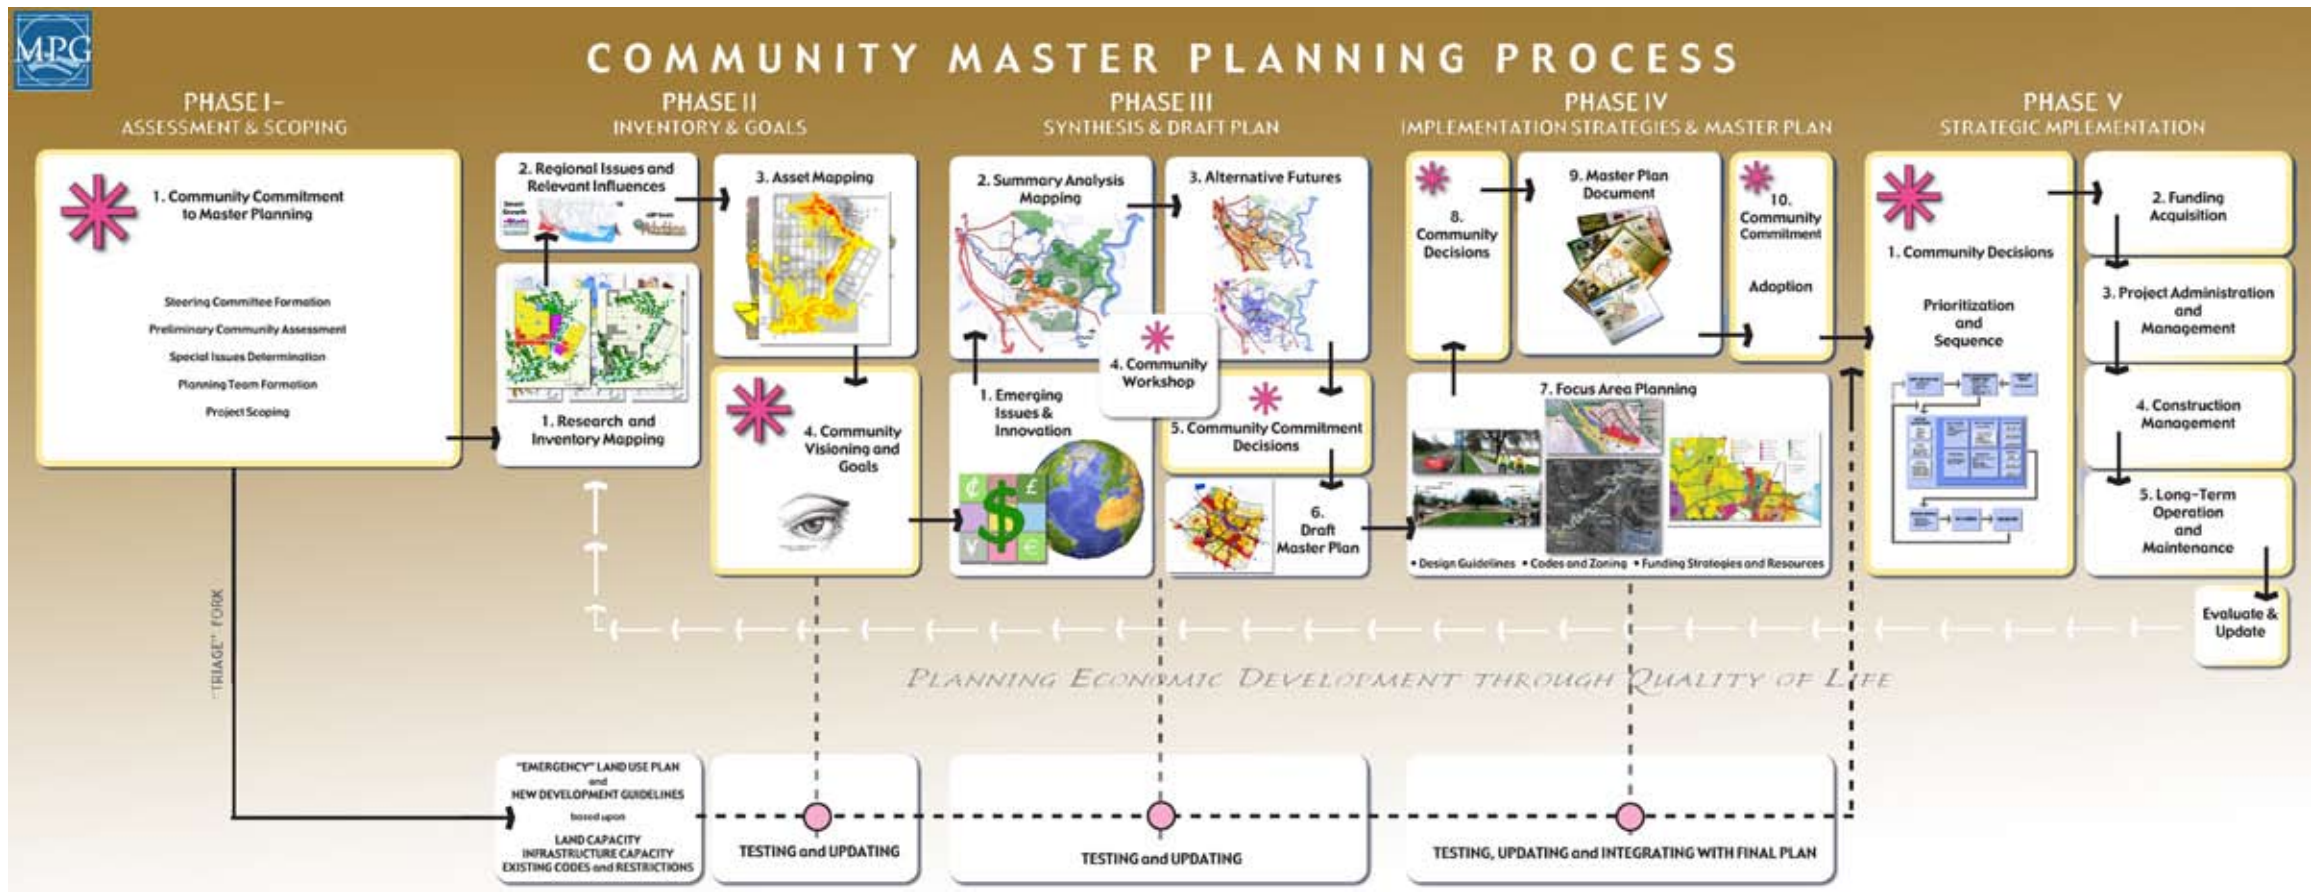 MPG
COMMUNITY MASTER PLANNING PROCESS
PHASE I-
ASSESSMENT & SCOPING
1. Community Commitment
to Master Planning
Steering Committee Formation
Preliminary Community Assessment
Special Issues Determination
Planning Team Formation
Project Scoping
PHASE II
INVENTORY & GOALS
2. Regional Issues and
Relevant Influences
Smart
Growth
1. Research and
Inventory Mapping
3. Asset Mapping
4. Community
Visioning and
Goals
PHASE III
SYNTHESIS & DRAFT PLAN
2. Summary Analysis
Mapping
3. Alternative Futures
4. Community
Workshop
1. Emerging
Issues &
Innovation
¢
£
$
¥
€
5. Community Commitment
Decisions
6.
Draft
Master Plan
PHASE IV
IMPLEMENTATION STRATEGIES & MASTER PLAN
8.
Community
Decisions
9. Master Plan
Document
10.
Community
Commitment
Adoption
7. Focus Area Planning
• Design Guidelines • Codes and Zoning • Funding Strategies and Resources
PHASE V
STRATEGIC MPLEMENTATION
1. Community Decisions
Prioritization
and
Sequence
2. Funding
Acquisition
3. Project Administration
and
Management
4. Construction
Management
5. Long-Term
Operation
and
Maintenance
Evaluate &
Update
"TRIAGE" FORK
PLANNING ECONOMIC DEVELOPMENT THROUGH QUALITY OF LIFE
"EMERGENCY" LAND USE PLAN
and
NEW DEVELOPMENT GUIDELINES
based upon
LAND CAPACITY
INFRASTRUCTURE CAPACITY
EXISTING CODES and RESTRICTIONS
TESTING and UPDATING
TESTING and UPDATING
TESTING, UPDATING and INTEGRATING WITH FINAL PLAN